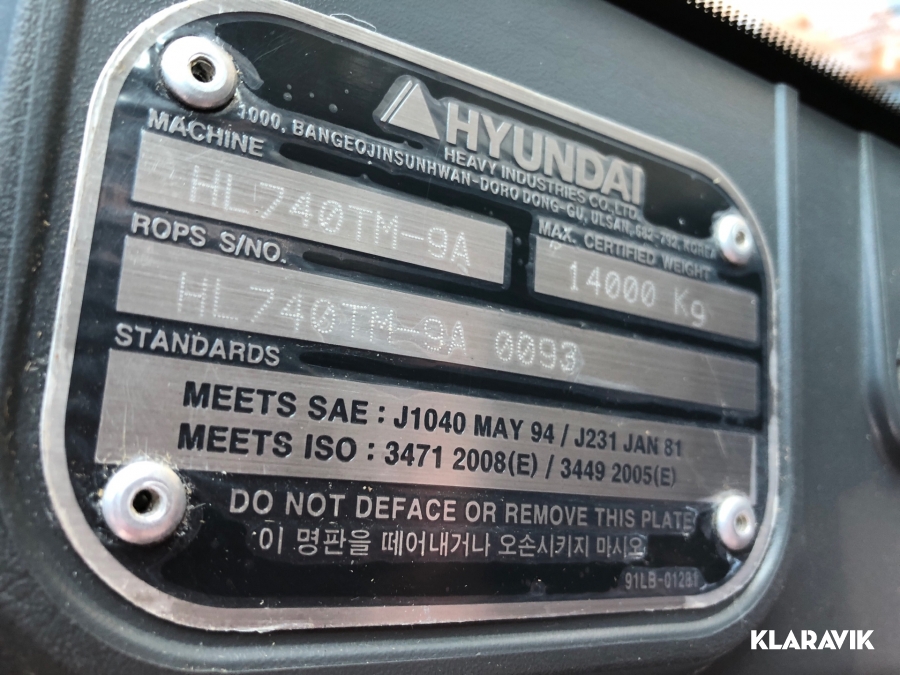 HYUNDAI
HEAVY INDUSTRIES CO., LTD.
1000, BANGEOJINSUNHWAN-DORO DONG-GU, ULSAN, 682-792, KOREA
MACHINE
HL740TM-9A
MAX. CERTIFIED WEIGHT
14000 Kg
ROPS S/NO.
HL740TM-9A 0093
STANDARDS
MEETS SAE : J1040 MAY 94 / J231 JAN 81
MEETS ISO : 3471 2008(E) / 3449 2005(E)
DO NOT DEFACE OR REMOVE THIS PLATE
이 명판을 떼어내거나 오손시키지 마시오
91LB-01281
KLARAVIK